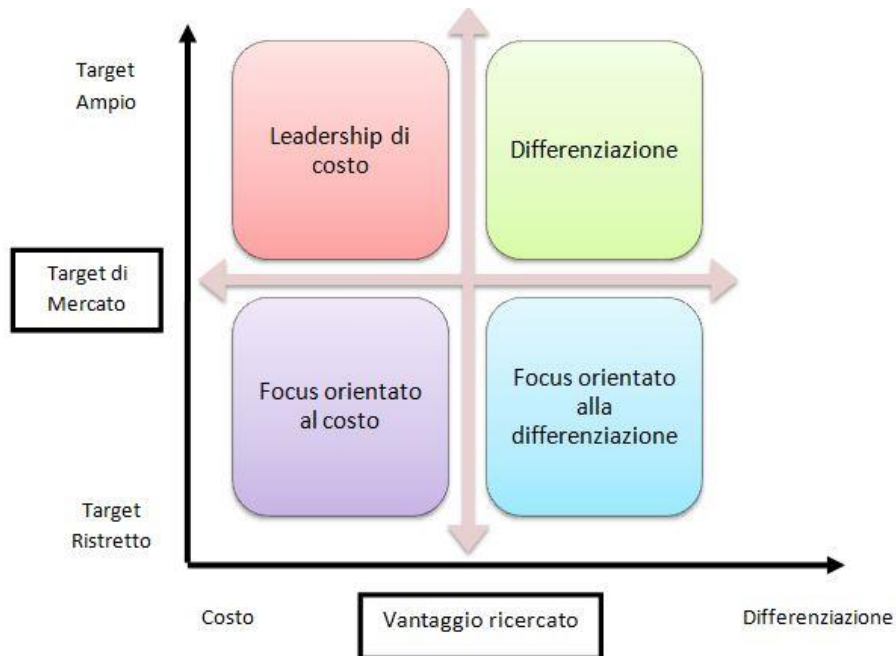 Target
Ampio
Leadership di
costo
Differenziazione
Target di
Mercato
Focus orientato
al costo
Focus orientato
alla
differenziazione
Target
Ristretto
Costo
Vantaggio ricercato
Differenziazione